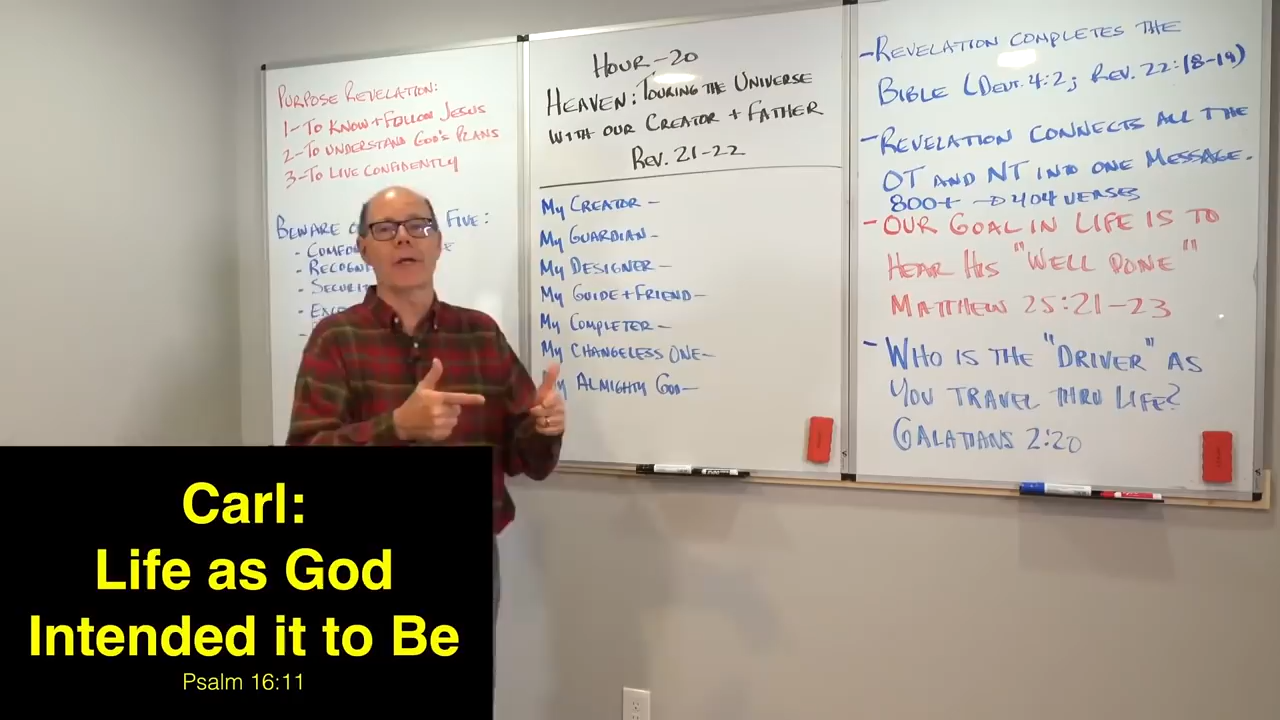 PURPOSE REVELATION:
1-TO KNOW + FOLLOW JESUS
2-TO UNDERSTAND GOD'S PLANS
3-TO LIVE CONFIDENTLY
BEWARE FIVE:
- SECURIT
HOUR-20
HEAVEN: TOURING THE UNIVERSE
WITH OUR CREATOR + FATHER
REV. 21-22
MY CREATOR -
MY GUARDIAN-
MY DESIGNER -
MY GUIDE+FRIEND-
MY COMPLETER -
MY CHANGELESS ONE-
MY ALMIGHTY GOD-
-REVELATION COMPLETES THE
BIBLE (DEUT. 4:2; REV. 22:18-19)
-REVELATION CONNECTS ALL THE
OT AND NT INTO ONE MESSAGE.
800+ → 404 VERSES
- OUR GOAL IN LIFE IS TO
HEAR HIS "WELL DONE"
MATTHEW 25:21-23
- WHO IS THE "DRIVER" AS
YOU TRAVEL THRU LIFE?
GALATIANS 2:20
Carl:
Life as God
Intended it to Be
Psalm 16:11